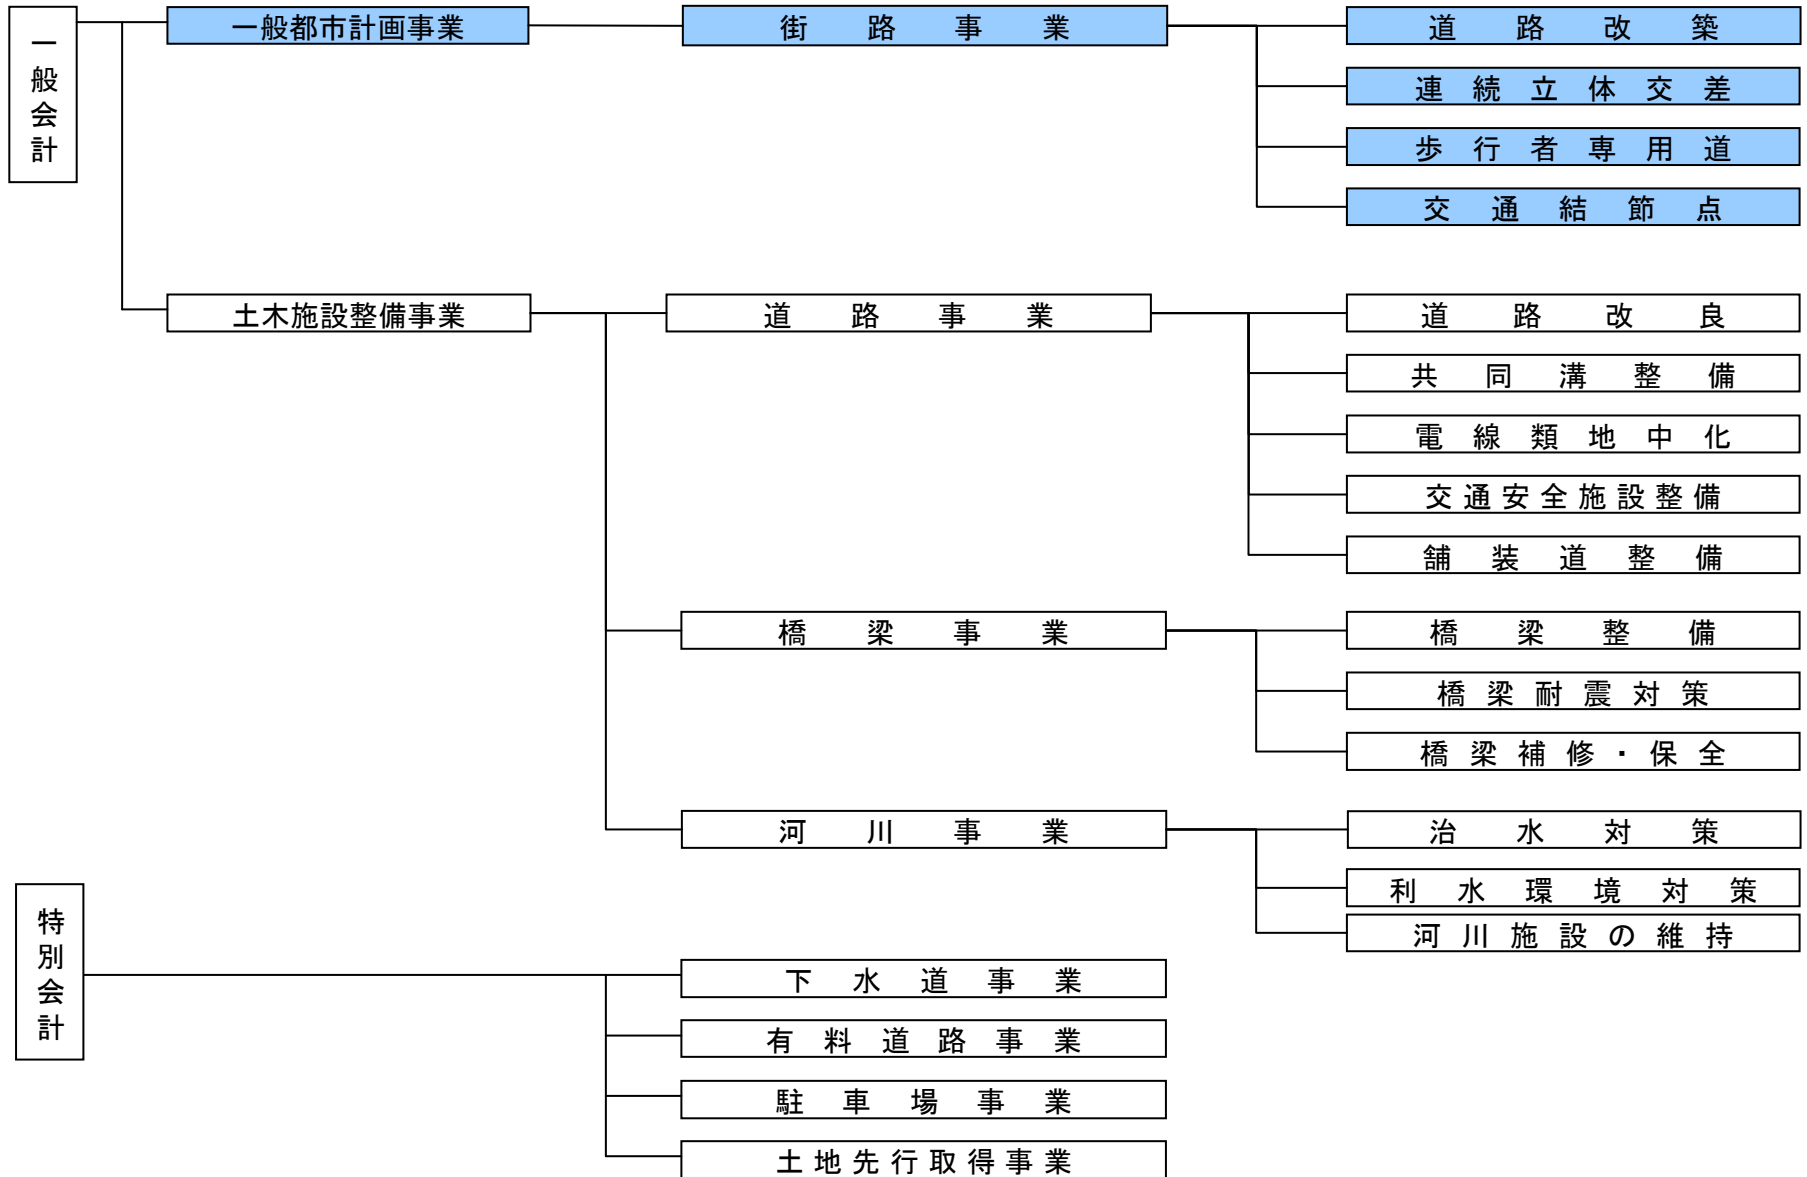 一般会計
一般都市計画事業
街路事業
道路改築
連続立体交差
歩行者専用道
交通結節点
土木施設整備事業
道路事業
道路改良
共同溝整備
電線類地中化
交通安全施設整備
舗装道整備
橋梁事業
橋梁整備
橋梁耐震対策
橋梁補修・保全
河川事業
治水対策
利水環境対策
河川施設の維持
特別会計
下水道事業
有料道路事業
駐車場事業
土地先行取得事業